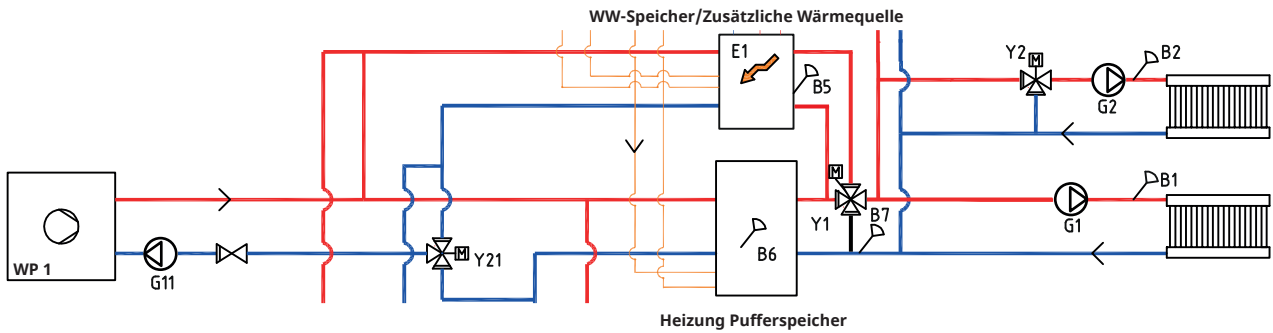 WW-Speicher/Zusätzliche Wärmequelle
E1
Y2
M
B2
B5
G2
M
B1
Y1
B7
G1
B6
WP 1
G11
M
Y21
Heizung Pufferspeicher